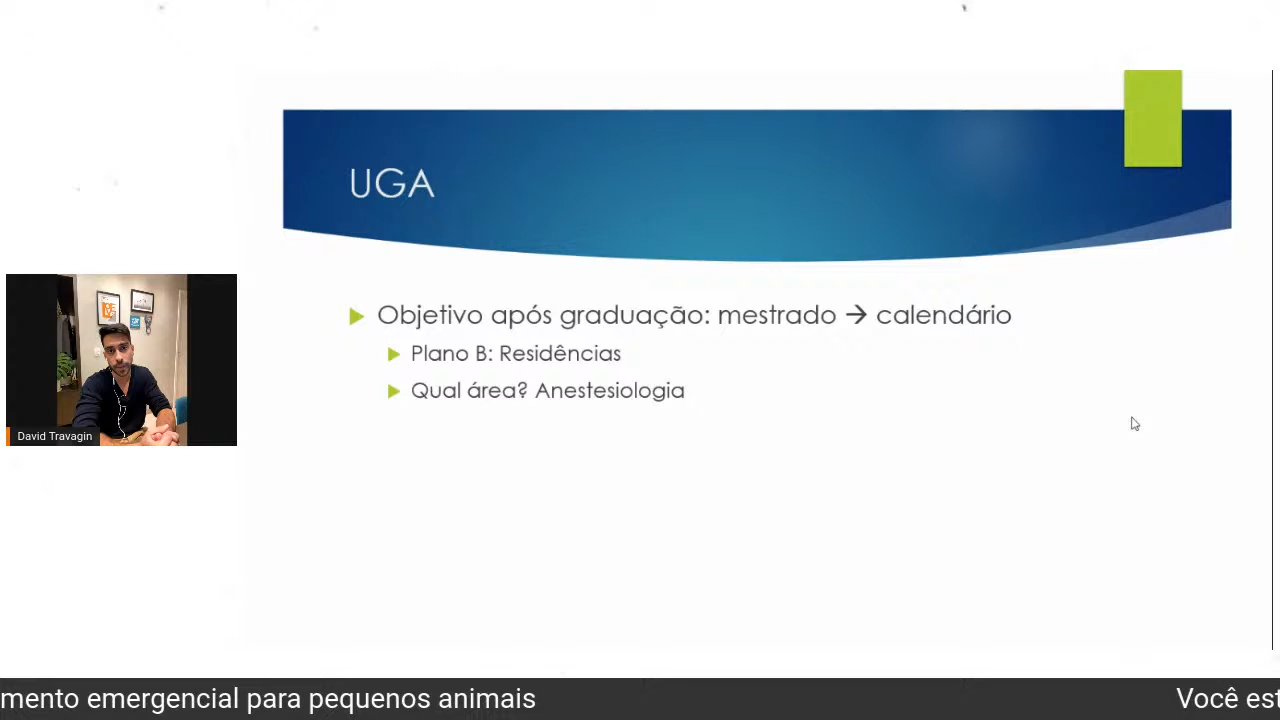 UGA
Objetivo após graduação: mestrado → calendário
Plano B: Residências
Qual área? Anestesiologia
David Travagin
mento emergencial para pequenos animais
Você est